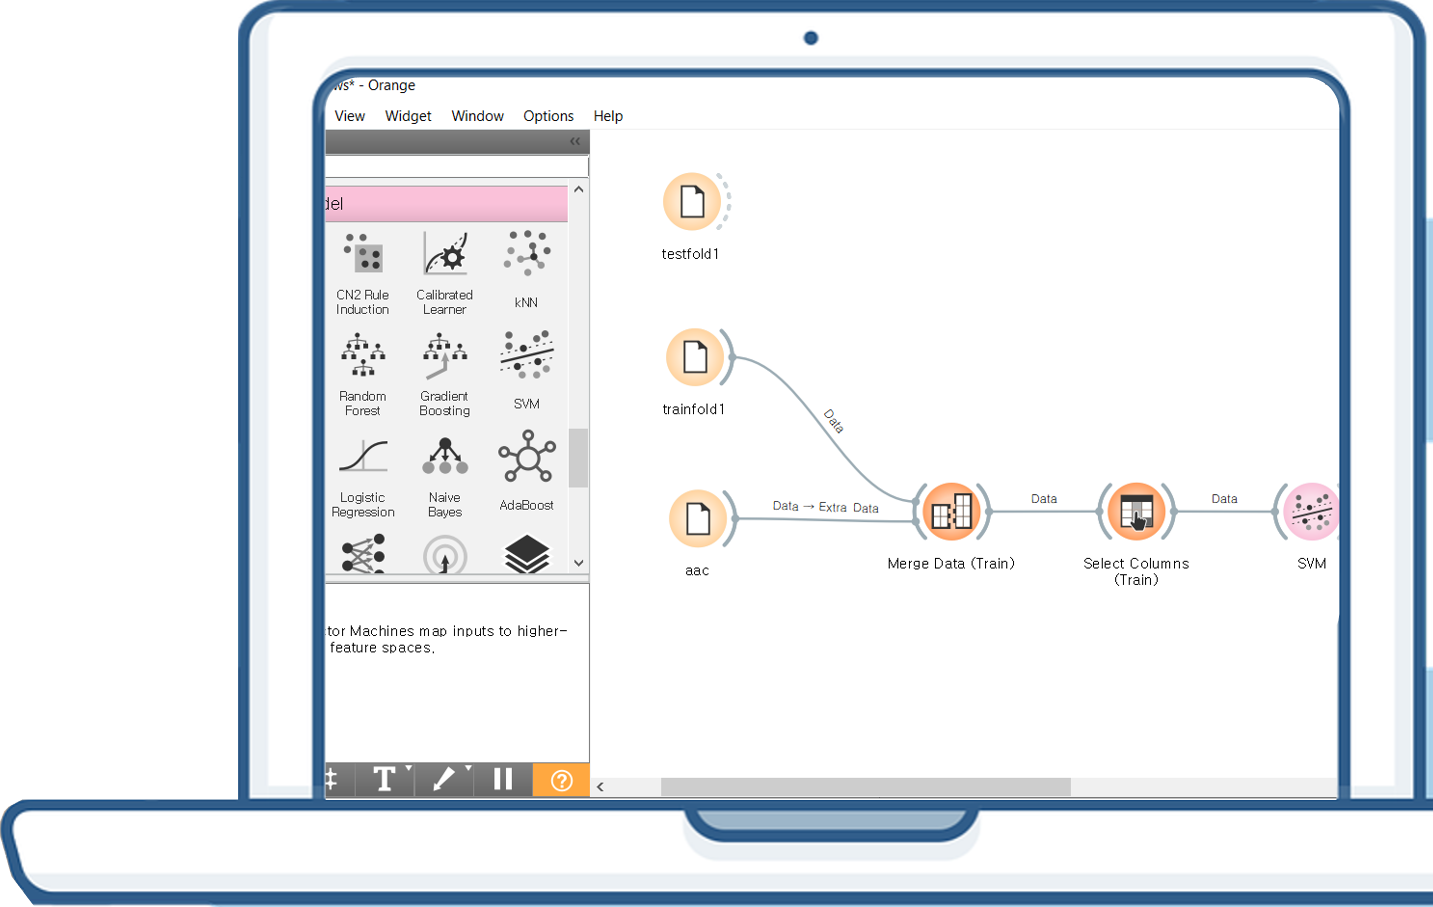 ws* - Orange
View Widget Window Options Help
del
CN2 Rule
Induction
Calibrated
Learner
kNN
Random
Forest
Gradient
Boosting
SVM
Logistic
Regression
Naive
Bayes
AdaBoost
tor Machines map inputs to higher-
feature spaces.
testfold1
trainfold1
Data
aac
Data → Extra Data
Merge Data (Train)
Data
Select Columns
(Train)
Data
SVM